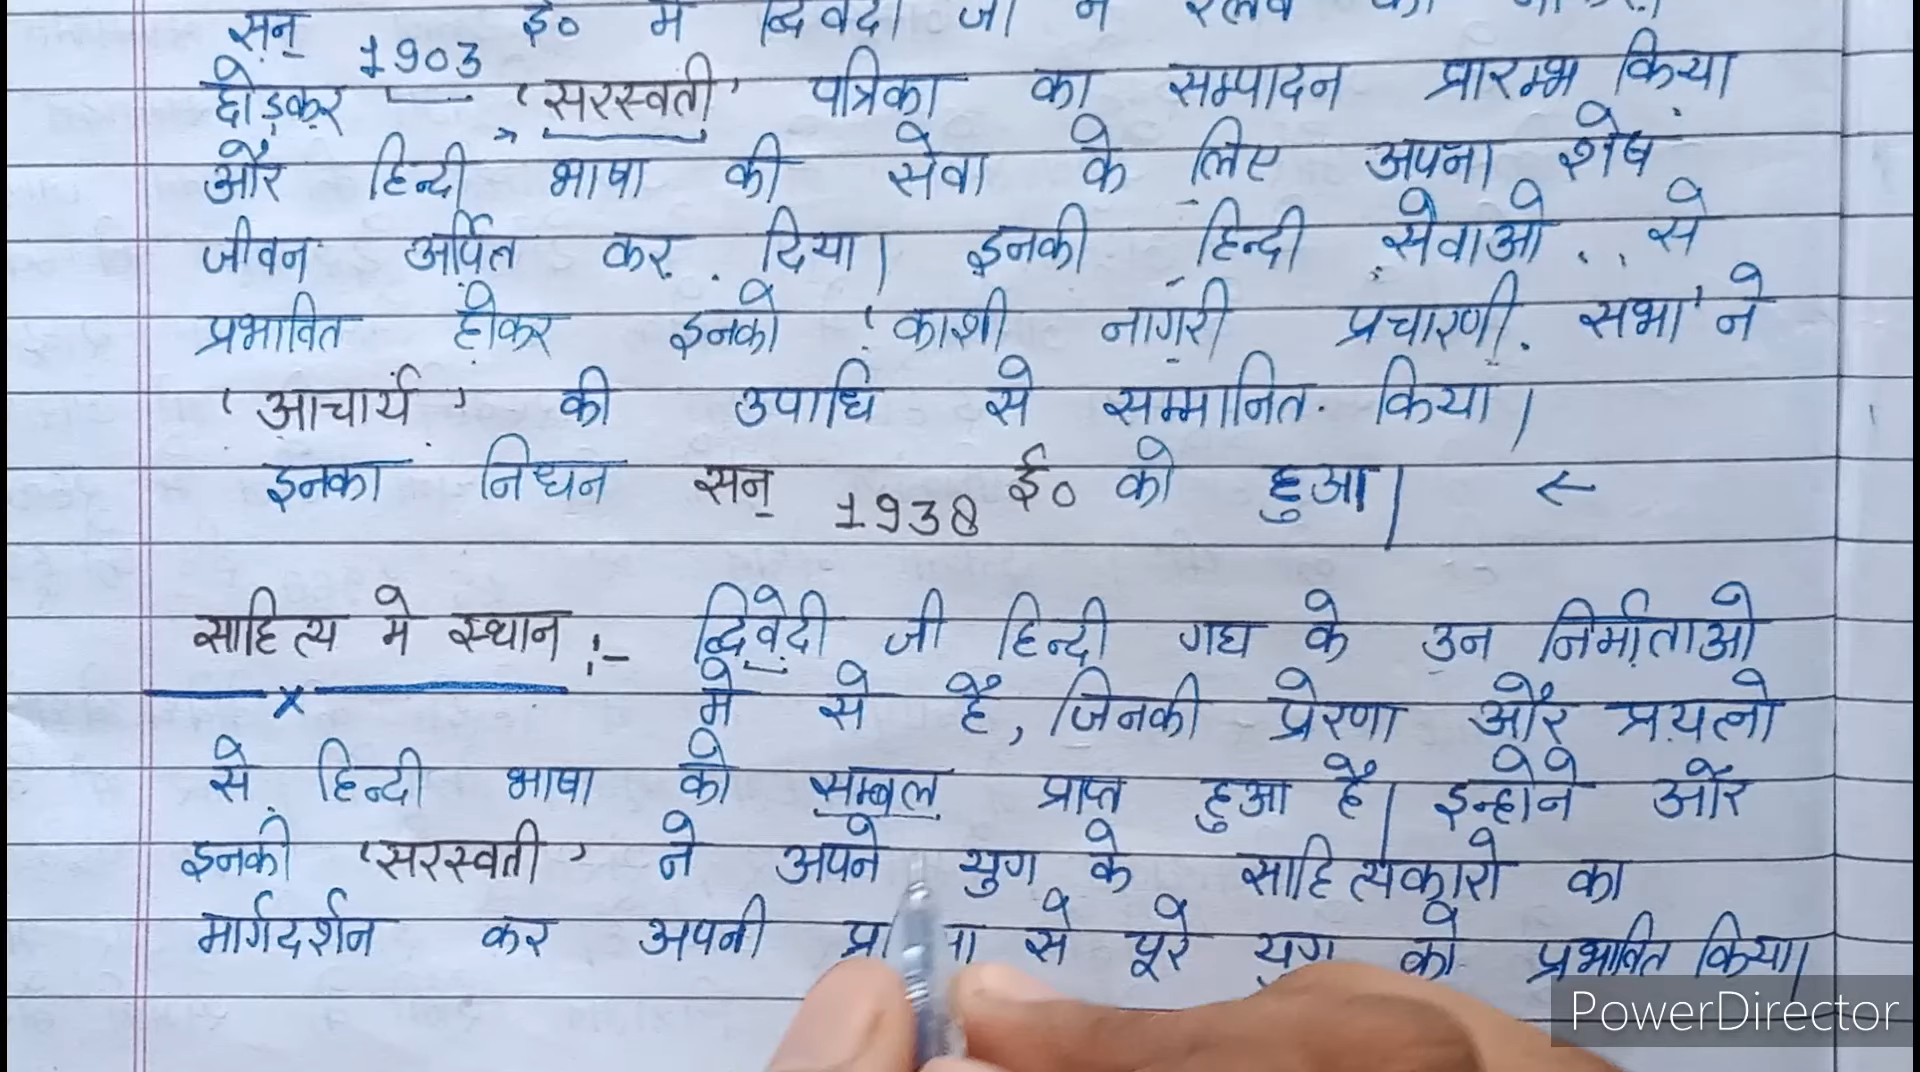 सन् 1903 ई० में द्विवेदी जी ने रेलवे की
छोड़कर 'सरस्वती' पत्रिका का सम्पादन प्रारम्भ किया
और हिन्दी भाषा की सेवा के लिए अपना शेष
जीवन अर्पित कर दिया। इनकी हिन्दी सेवाओ से
प्रभावित होकर इनको 'काशी नागरी प्रचारणी सभा' ने
'आचार्य' की उपाधि से सम्मानित किया।
इनका निधन सन् 1938 ई० को हुआ।
साहित्य मे स्थान :- द्विवेदी जी हिन्दी गद्य के उन निर्माताओ
मे से है, जिनकी प्रेरणा और प्रयत्नो
से हिन्दी भाषा को सम्बल प्राप्त हुआ है। इन्होने और
इनकी 'सरस्वती' ने अपने युग के साहित्यकारो का
मार्गदर्शन कर अपनी से पूरे युग को प्रभावित किया।
PowerDirector